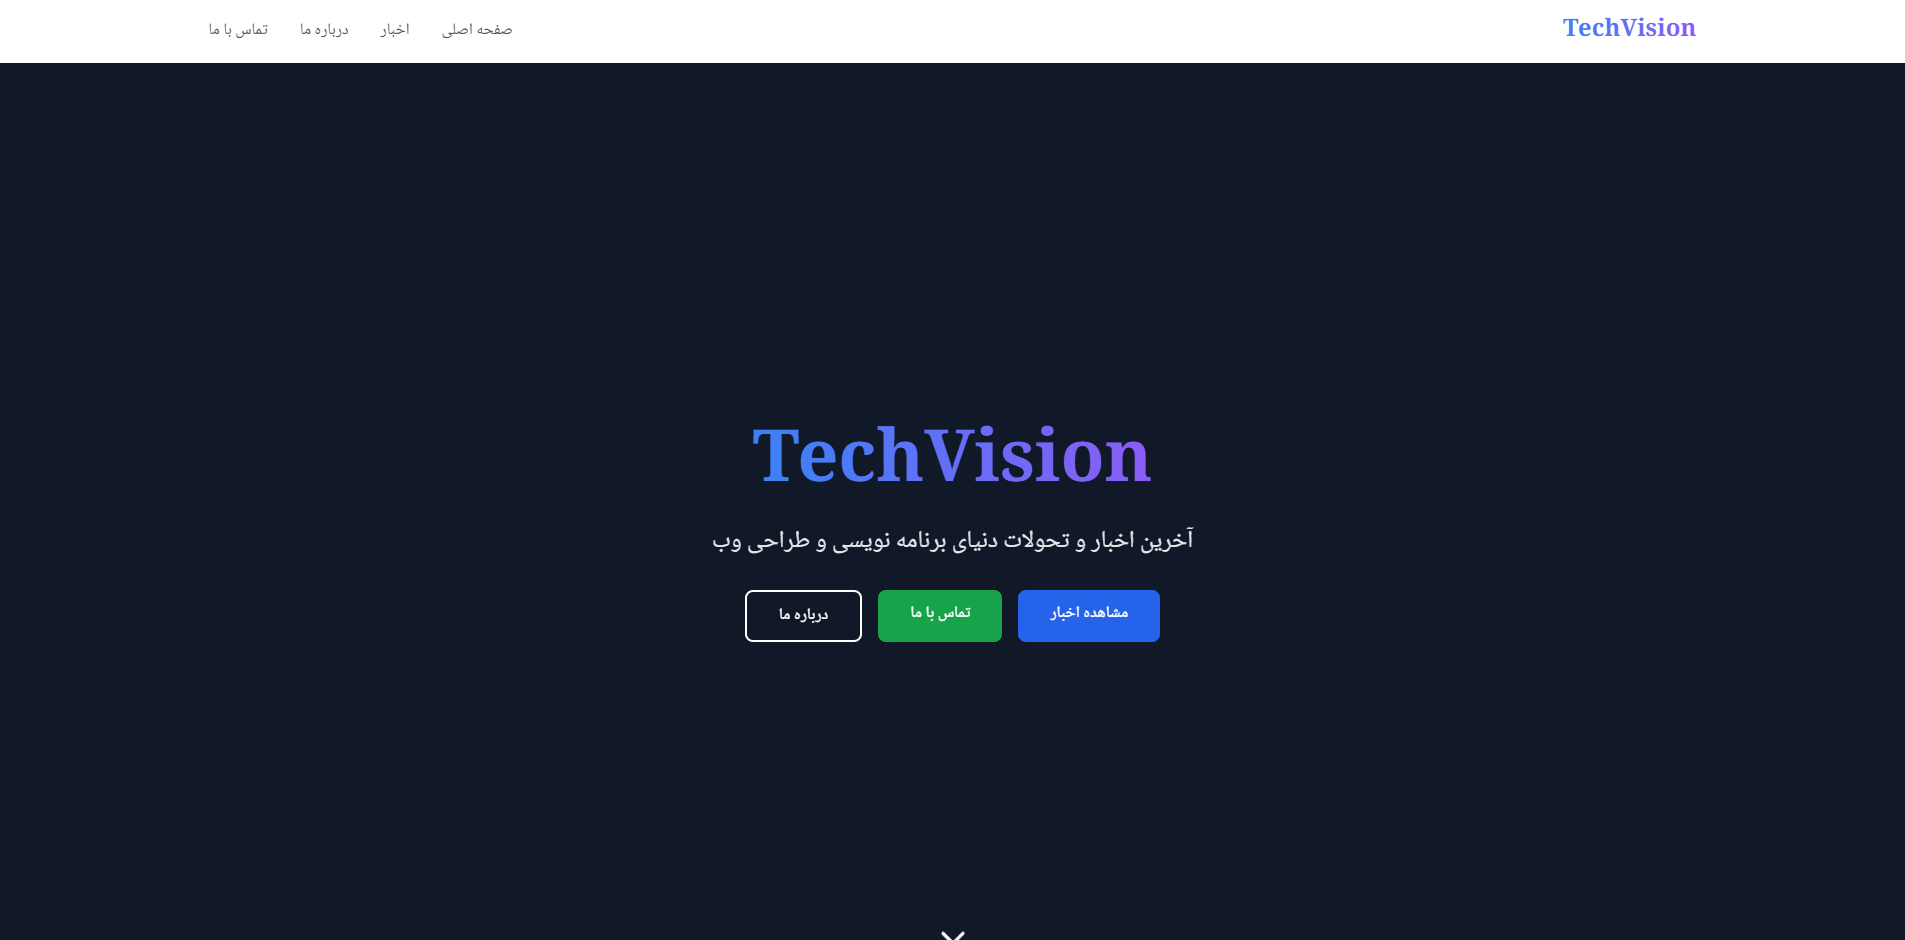 TechVision
صفحه اصلی
اخبار
درباره ما
تماس با ما
TechVision
آخرین اخبار و تحولات دنیای برنامه نویسی و طراحی وب
مشاهده اخبار
تماس با ما
درباره ما